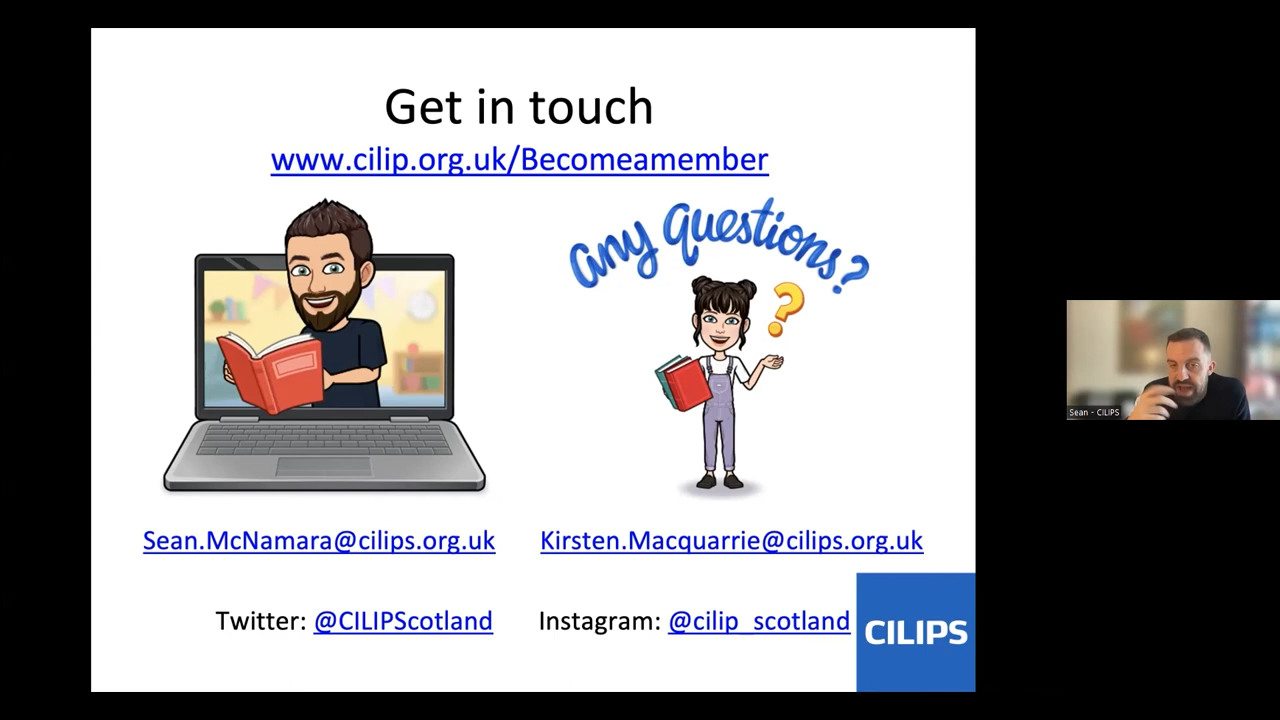 Get in touch
www.cilip.org.uk/Becomeamember
any questions?
?
Sean.McNamara@cilips.org.uk
Kirsten.Macquarrie@cilips.org.uk
Twitter: @CILIPScotland
Instagram: @cilip_scotland
CILIPS
Sean - CILIPS